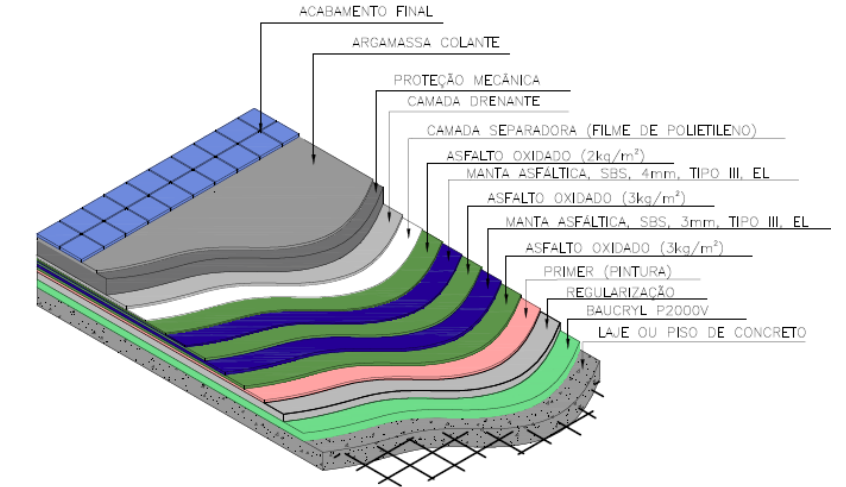 ACABAMENTO FINAL
ARGAMASSA COLANTE
PROTEÇÃO MECÂNICA
CAMADA DRENANTE
CAMADA SEPARADORA (FILME DE POLIETILENO)
ASFALTO OXIDADO (2kg/m²)
MANTA ASFÁLTICA, SBS, 4mm, TIPO III, EL
ASFALTO OXIDADO (3kg/m²)
MANTA ASFÁLTICA, SBS, 3mm, TIPO III, EL
ASFALTO OXIDADO (3kg/m²)
PRIMER (PINTURA)
REGULARIZAÇÃO
BAUCRYL P2000V
LAJE OU PISO DE CONCRETO